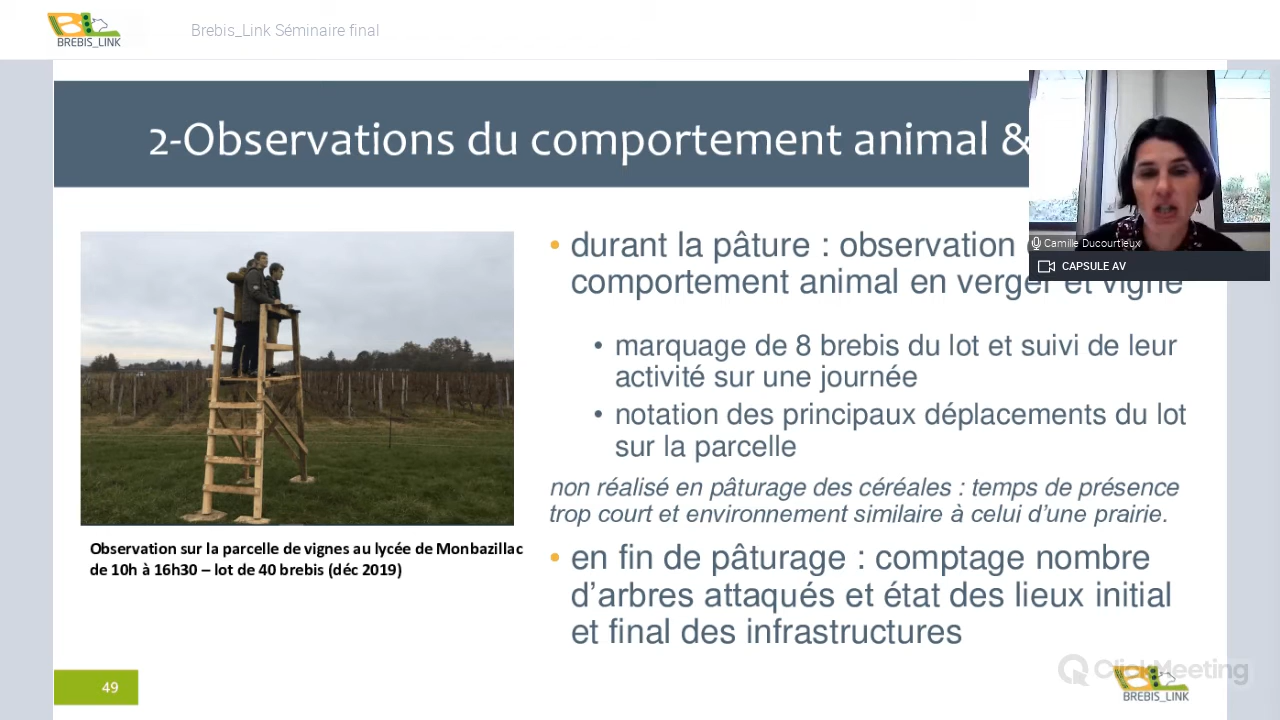 BREBIS_LINK
Brebis_Link Séminaire final
2-Observations du comportement animal &
Camille Ducourtieux
CAPSULE AV
• durant la pâture : observation
comportement animal en verger et vigne
• marquage de 8 brebis du lot et suivi de leur
activité sur une journée
• notation des principaux déplacements du lot
sur la parcelle
non réalisé en pâturage des céréales : temps de présence
trop court et environnement similaire à celui d'une prairie.
• en fin de pâturage : comptage nombre
d'arbres attaqués et état des lieux initial
et final des infrastructures
Observation sur la parcelle de vignes au lycée de Monbazillac
de 10h à 16h30 – lot de 40 brebis (déc 2019)
49
ClickMeeting
BREBIS_LINK